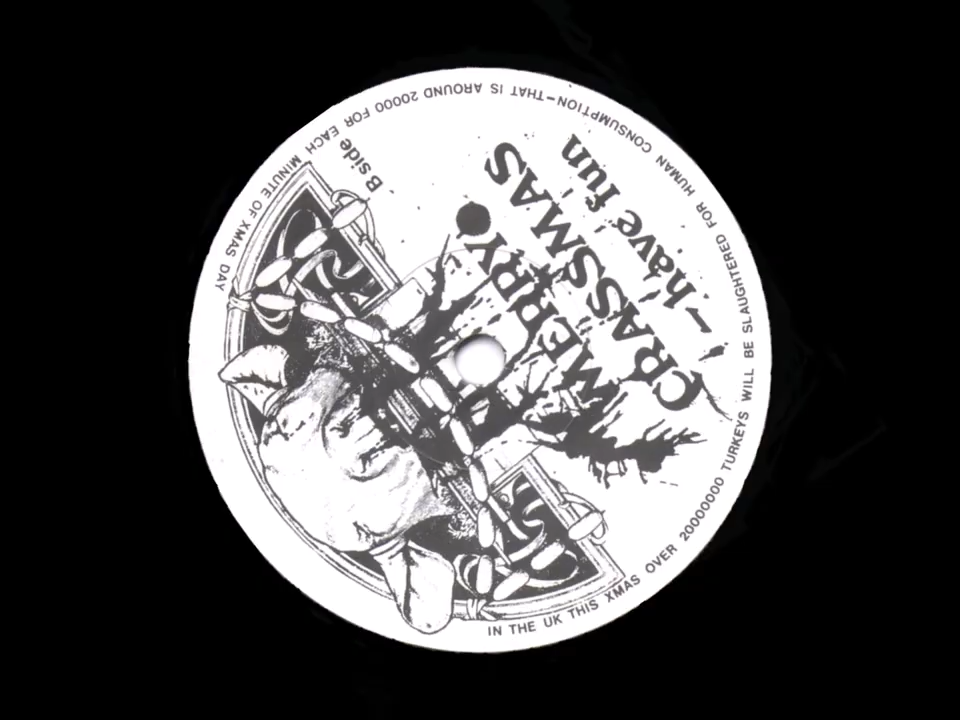 B side
MERRY
CRASSMAS
– have fun
IN THE UK THIS XMAS OVER 20000000 TURKEYS WILL BE SLAUGHTERED FOR HUMAN CONSUMPTION – THAT IS AROUND 20000 FOR EACH MINUTE OF XMAS DAY